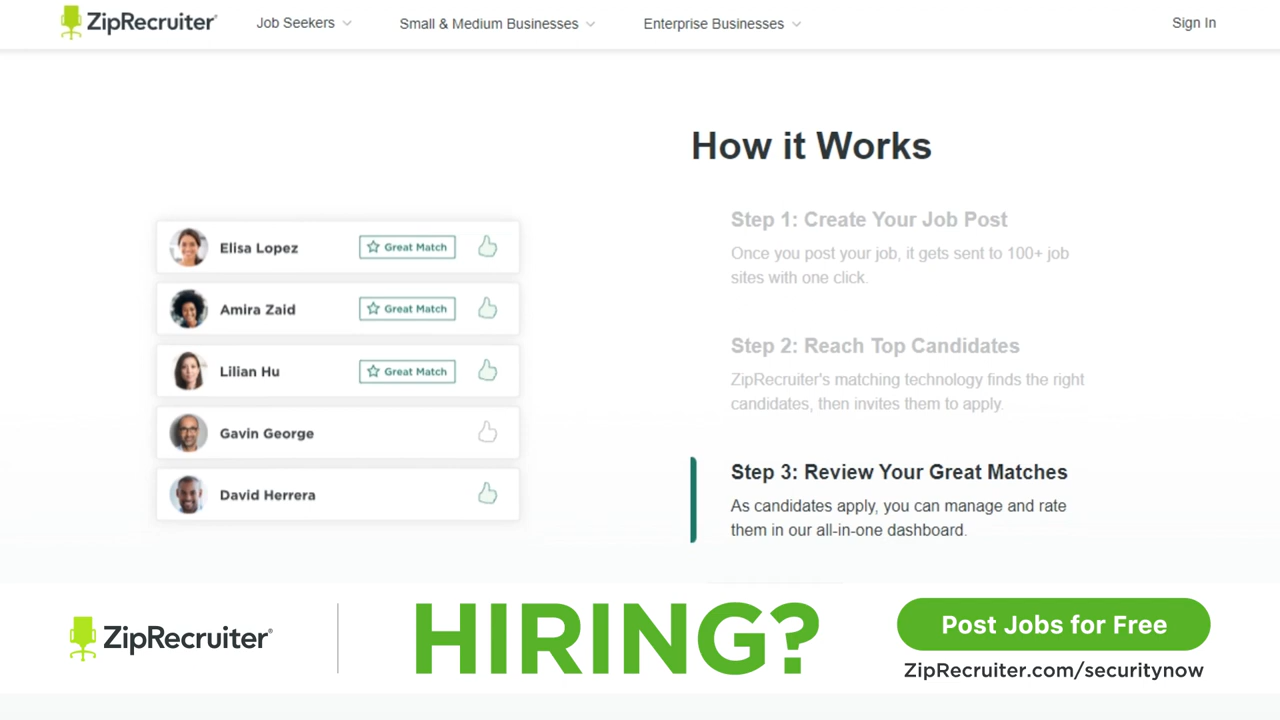 ZipRecruiter®
Job Seekers
Small & Medium Businesses
Enterprise Businesses
Sign In
Elisa Lopez
Great Match
Amira Zaid
Great Match
Lilian Hu
Great Match
Gavin George
David Herrera
How it Works
Step 1: Create Your Job Post
Once you post your job, it gets sent to 100+ job
sites with one click.
Step 2: Reach Top Candidates
ZipRecruiter's matching technology finds the right
candidates, then invites them to apply.
Step 3: Review Your Great Matches
As candidates apply, you can manage and rate
them in our all-in-one dashboard.
ZipRecruiter®
HIRING?
Post Jobs for Free
ZipRecruiter.com/securitynow